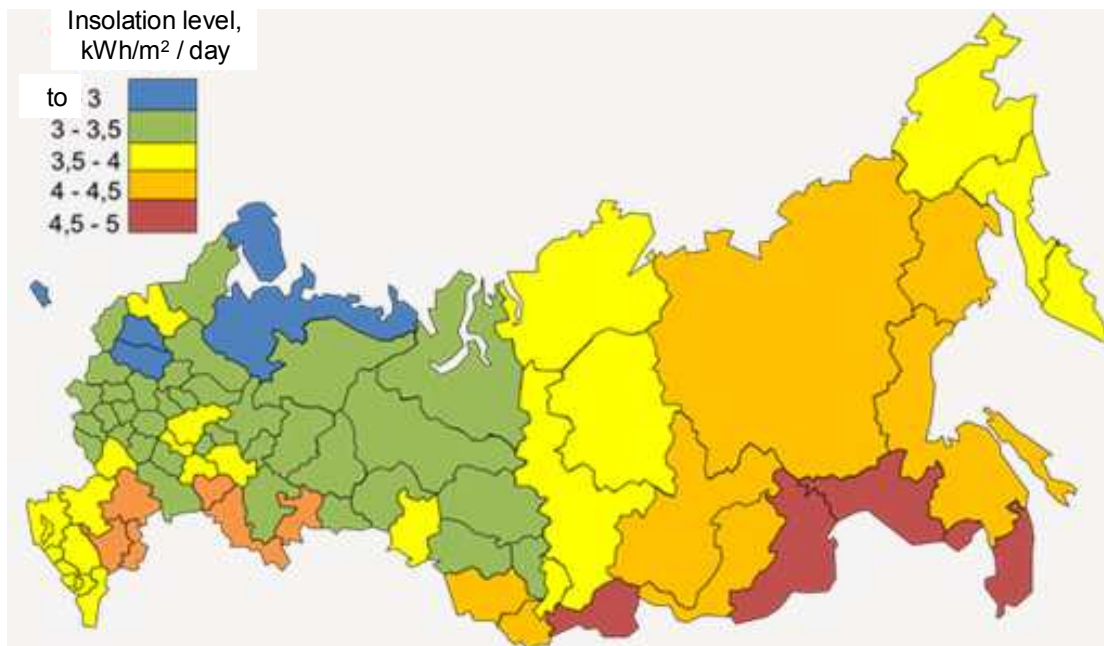 Insolation level,
kWh/m² / day
to 3
3 - 3,5
3,5 - 4
4 - 4,5
4,5 - 5